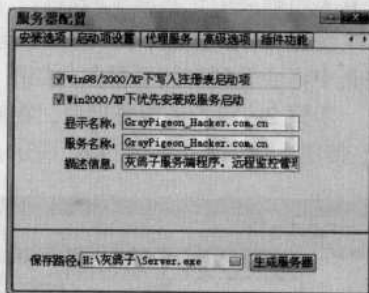 服务器配置
安装选项 启动项设置 代理服务 高级选项 插件功能
Win98/2000/XP下写入注册表启动项
Win2000/XP下优先安装成服务启动
显示名称: GrayPigeon_Hacker.com.cn
服务名称: GrayPigeon_Hacker.com.cn
描述信息: 灰鸽子服务端程序。远程监控管理
保存路径: H:\灰鸽子\Server.exe 生成服务器